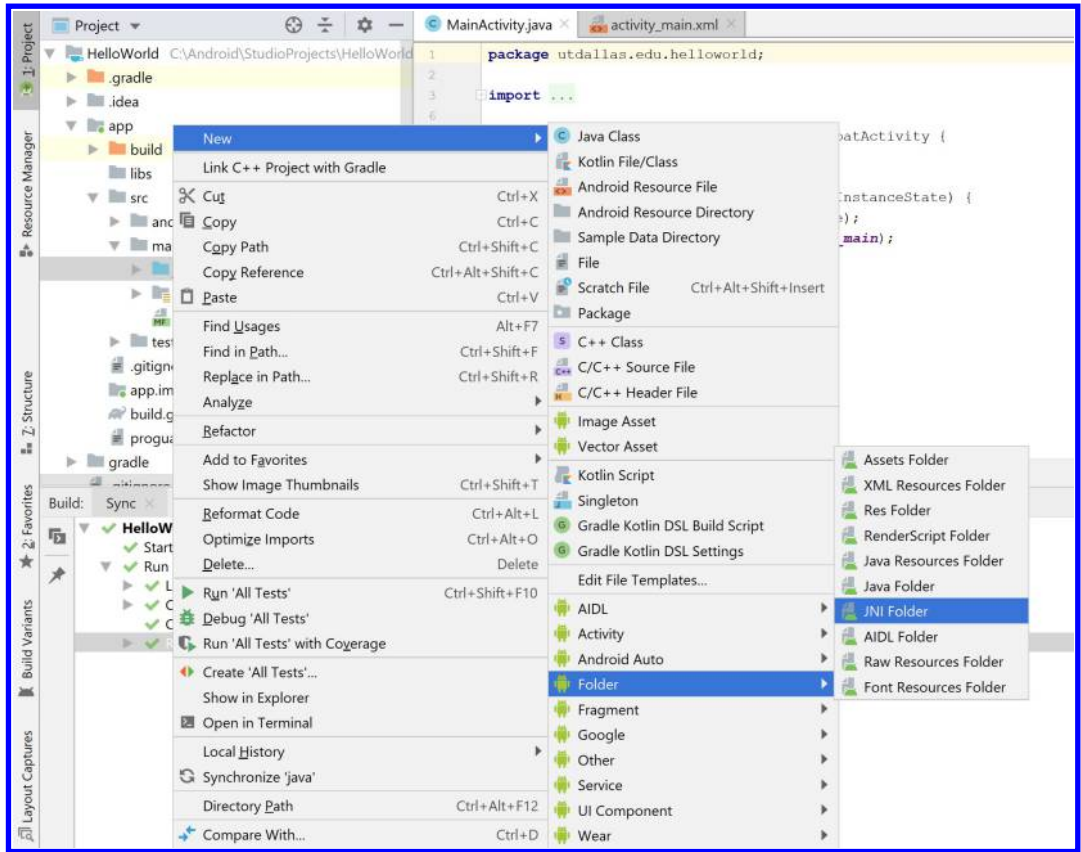 Project
MainActivity.java
activity_main.xml
1: Project
Resource Manager
Z: Structure
2: Favorites
Build Variants
Layout Captures
HelloWorld C:\Android\StudioProjects\HelloWorld
.gradle
.idea
app
build
libs
src
and
ma
MF
tes
.gitign
app.im
build.g
progua
gradle
1 package utdallas.edu.helloworld;
2
3 import ...
6
patActivity {
InstanceState) {
e);
_main);
Build: Sync
HelloW
Start
Run
L
C
C
New
Link C++ Project with Gradle
Cut Ctrl+X
Copy Ctrl+C
Copy Path Ctrl+Shift+C
Copy Reference Ctrl+Alt+Shift+C
Paste Ctrl+V
Find Usages Alt+F7
Find in Path... Ctrl+Shift+F
Replace in Path... Ctrl+Shift+R
Analyze
Refactor
Add to Favorites
Show Image Thumbnails Ctrl+Shift+T
Reformat Code Ctrl+Alt+L
Optimize Imports Ctrl+Alt+O
Delete... Delete
Run 'All Tests' Ctrl+Shift+F10
Debug 'All Tests'
Run 'All Tests' with Coverage
Create 'All Tests'...
Show in Explorer
Open in Terminal
Local History
Synchronize 'java'
Directory Path Ctrl+Alt+F12
Compare With... Ctrl+D
Java Class
Kotlin File/Class
Android Resource File
Android Resource Directory
Sample Data Directory
File
Scratch File Ctrl+Alt+Shift+Insert
Package
C++ Class
C/C++ Source File
C/C++ Header File
Image Asset
Vector Asset
Kotlin Script
Singleton
Gradle Kotlin DSL Build Script
Gradle Kotlin DSL Settings
Edit File Templates...
AIDL
Activity
Android Auto
Folder
Fragment
Google
Other
Service
UI Component
Wear
Assets Folder
XML Resources Folder
Res Folder
RenderScript Folder
Java Resources Folder
Java Folder
JNI Folder
AIDL Folder
Raw Resources Folder
Font Resources Folder